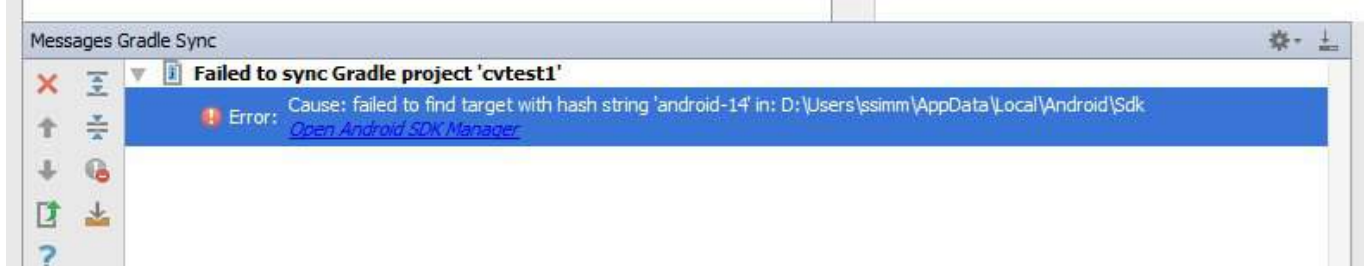 Messages Gradle Sync
Failed to sync Gradle project 'cvtest1'
Error: Cause: failed to find target with hash string 'android-14' in: D:\Users\ssimm\AppData\Local\Android\Sdk
Open Android SDK Manager